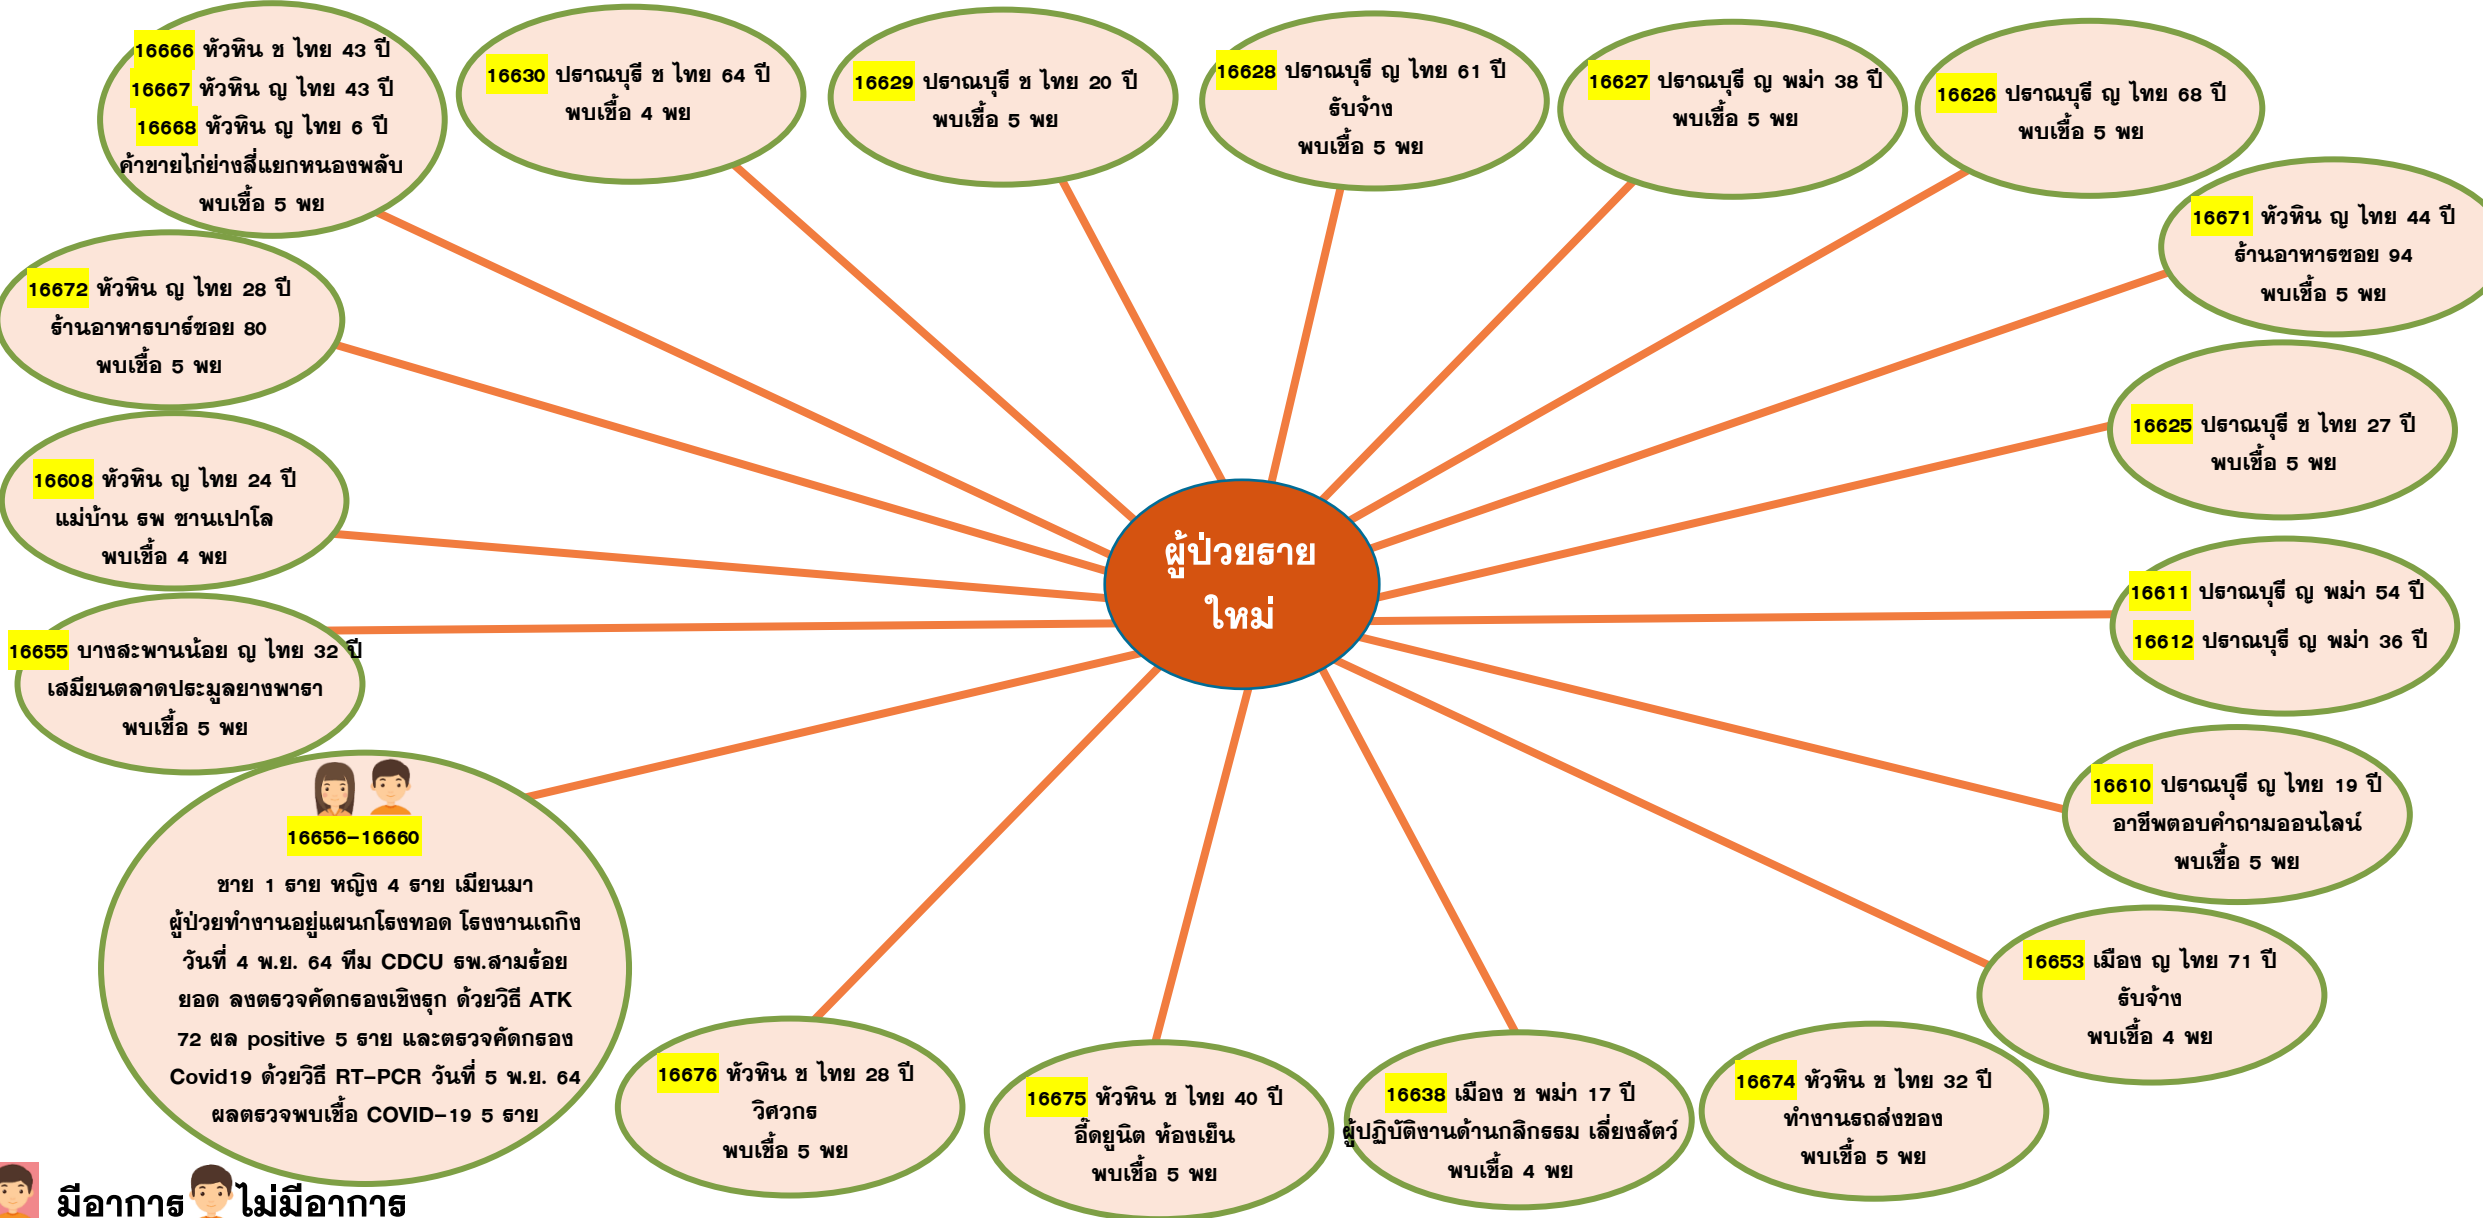 16666 หัวหิน ช ไทย 43 ปี
16667 หัวหิน ญ ไทย 43 ปี
16668 หัวหิน ญ ไทย 6 ปี
ค้าขายไก่ย่างสี่แยกหนองพลับ
พบเชื้อ 5 พย
16630 ปราณบุรี ช ไทย 64 ปี
พบเชื้อ 4 พย
16629 ปราณบุรี ช ไทย 20 ปี
พบเชื้อ 5 พย
16628 ปราณบุรี ญ ไทย 61 ปี
รับจ้าง
พบเชื้อ 5 พย
16627 ปราณบุรี ญ พม่า 38 ปี
พบเชื้อ 5 พย
16626 ปราณบุรี ญ ไทย 68 ปี
พบเชื้อ 5 พย
16671 หัวหิน ญ ไทย 44 ปี
ร้านอาหารซอย 94
พบเชื้อ 5 พย
16672 หัวหิน ญ ไทย 28 ปี
ร้านอาหารบาร์ซอย 80
พบเชื้อ 5 พย
16625 ปราณบุรี ช ไทย 27 ปี
พบเชื้อ 5 พย
16608 หัวหิน ญ ไทย 24 ปี
แม่บ้าน รพ ซานเปาโล
พบเชื้อ 4 พย
ผู้ป่วยราย
ใหม่
16611 ปราณบุรี ญ พม่า 54 ปี
16612 ปราณบุรี ญ พม่า 36 ปี
16655 บางสะพานน้อย ญ ไทย 32 ปี
เสมียนตลาดประมูลยางพารา
พบเชื้อ 5 พย
16610 ปราณบุรี ญ ไทย 19 ปี
อาชีพตอบคำถามออนไลน์
พบเชื้อ 5 พย
16656-16660
ชาย 1 ราย หญิง 4 ราย เมียนมา
ผู้ป่วยทำงานอยู่แผนกโรงทอด โรงงานเถกิง
วันที่ 4 พ.ย. 64 ทีม CDCU รพ.สามร้อย
ยอด ลงตรวจคัดกรองเชิงรุก ด้วยวิธี ATK
72 ผล positive 5 ราย และตรวจคัดกรอง
Covid19 ด้วยวิธี RT-PCR วันที่ 5 พ.ย. 64
ผลตรวจพบเชื้อ COVID-19 5 ราย
16653 เมือง ญ ไทย 71 ปี
รับจ้าง
พบเชื้อ 4 พย
16676 หัวหิน ช ไทย 28 ปี
วิศวกร
พบเชื้อ 5 พย
16675 หัวหิน ช ไทย 40 ปี
อี๊ดยูนิต ห้องเย็น
พบเชื้อ 5 พย
16638 เมือง ช พม่า 17 ปี
ผู้ปฏิบัติงานด้านกสิกรรม เลี่ยงสัตว์
พบเชื้อ 4 พย
16674 หัวหิน ช ไทย 32 ปี
ทำงานรถส่งของ
พบเชื้อ 5 พย
มีอาการ ไม่มีอาการ